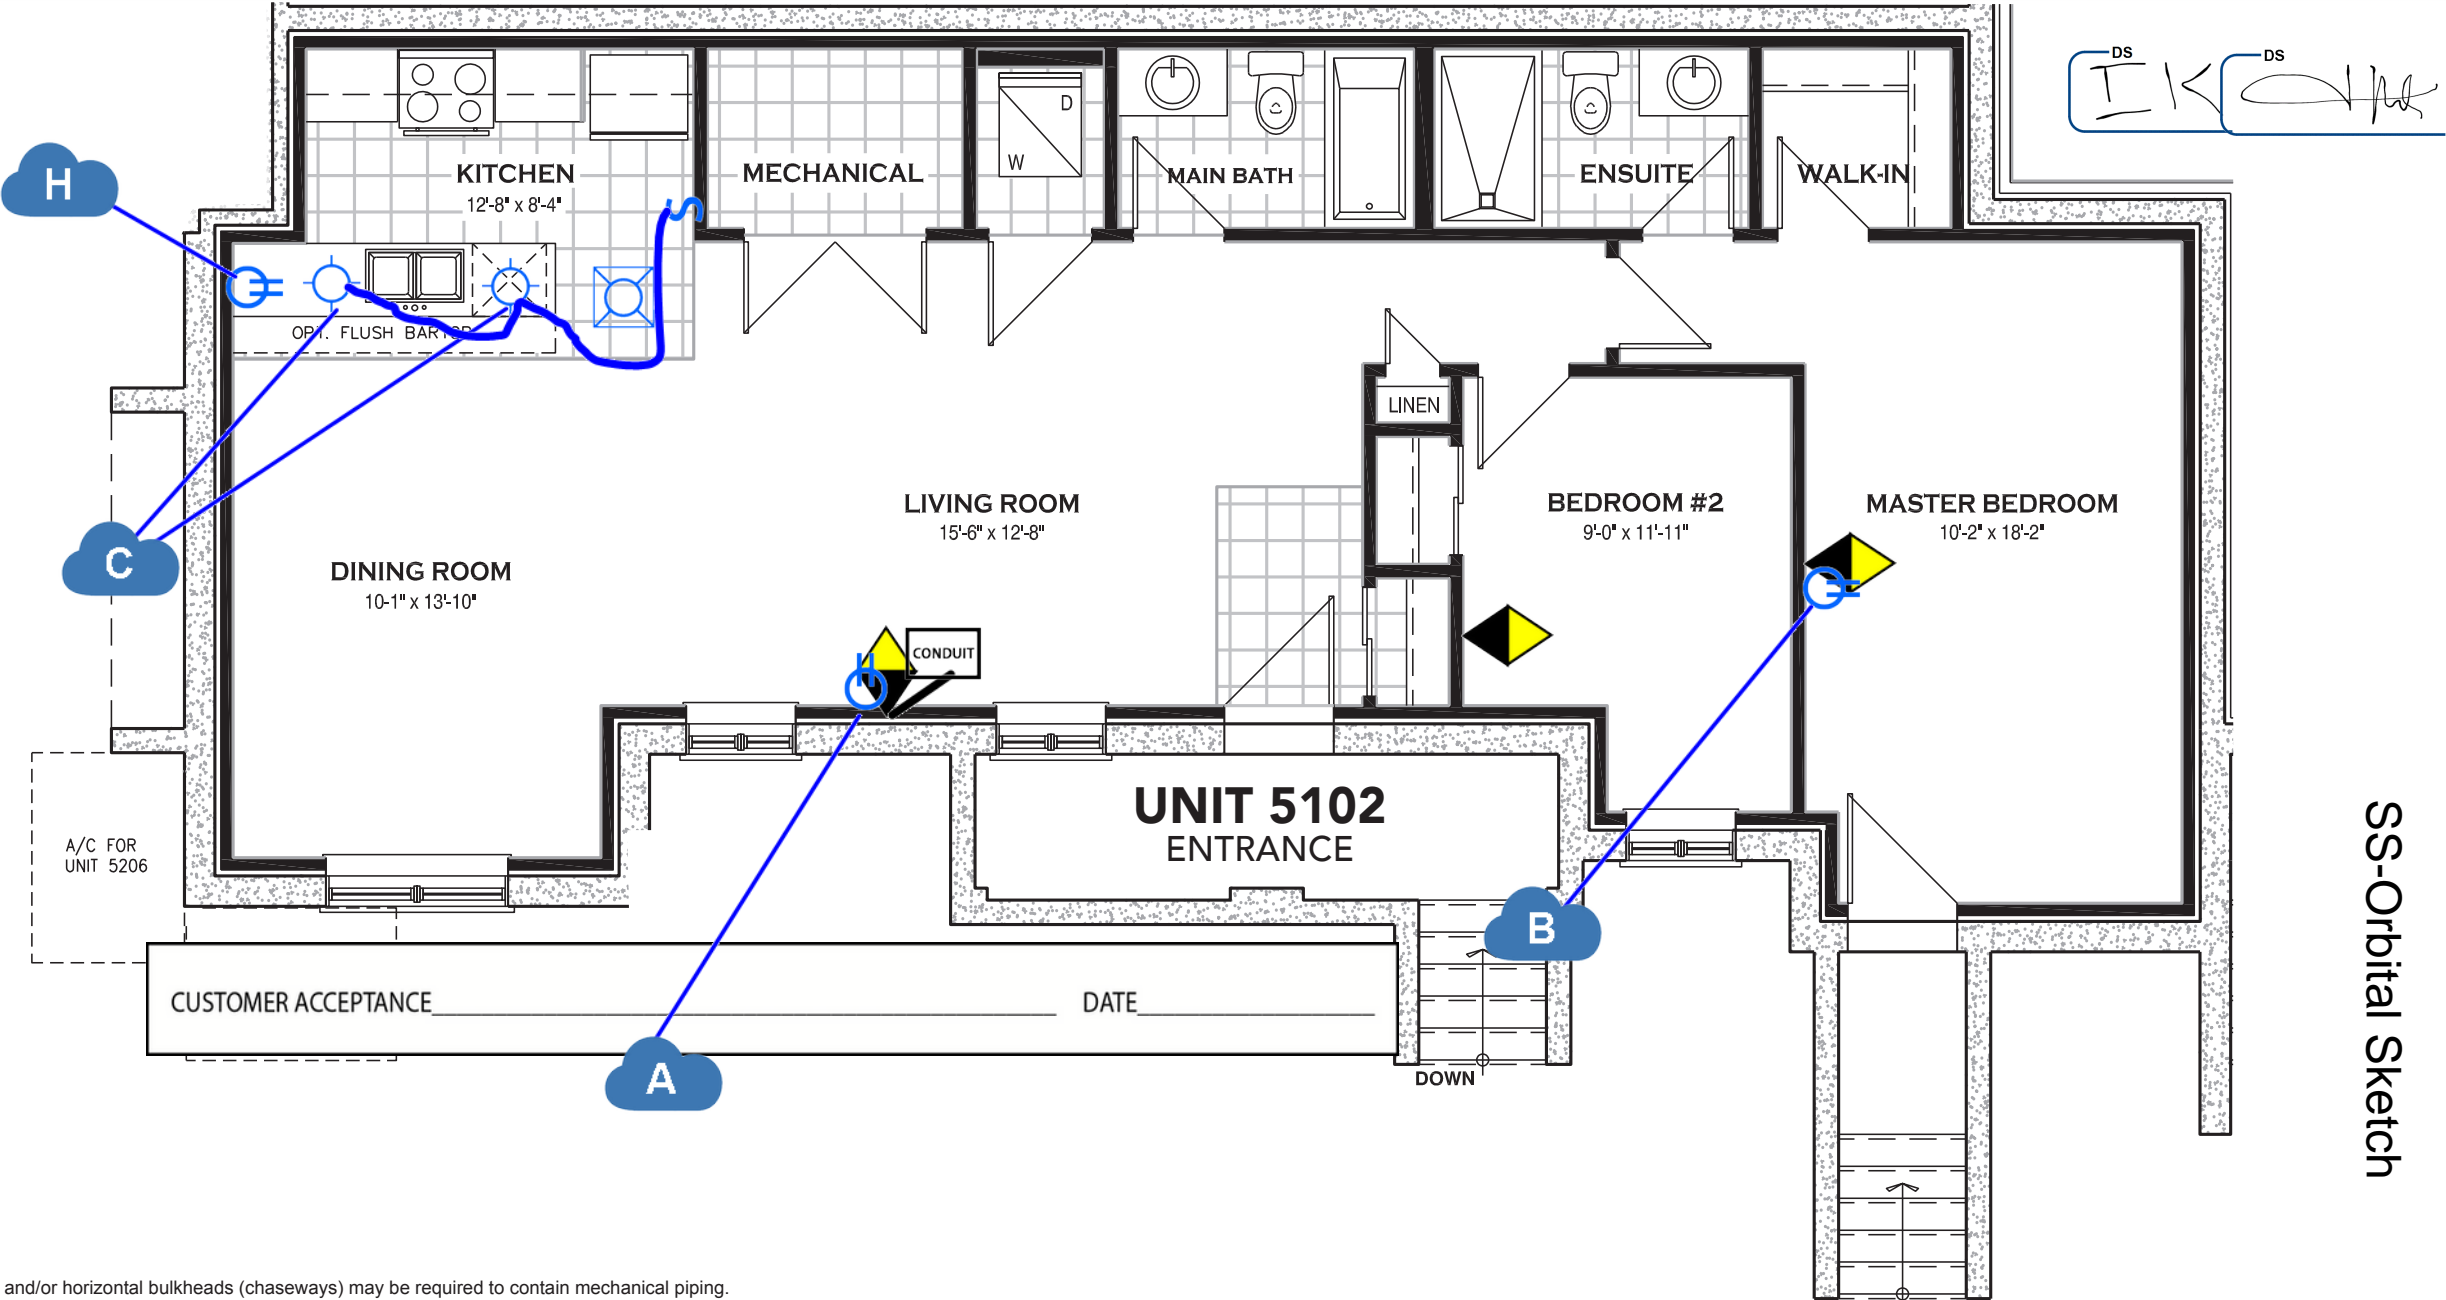 DS
DS
IK
D
W
H
KITCHEN
12'-8" x 8'-4"
MECHANICAL
MAIN BATH
ENSUITE
WALK-IN
OPT. FLUSH BARTOP
LINEN
LIVING ROOM
15'-6" x 12'-8"
BEDROOM #2
9'-0" x 11'-11"
MASTER BEDROOM
10'-2" x 18'-2"
C
DINING ROOM
10-1" x 13'-10"
CONDUIT
UNIT 5102
ENTRANCE
A/C FOR
UNIT 5206
B
CUSTOMER ACCEPTANCE
DATE
A
DOWN
SS-Orbital Sketch
and/or horizontal bulkheads (chaseways) may be required to contain mechanical piping.